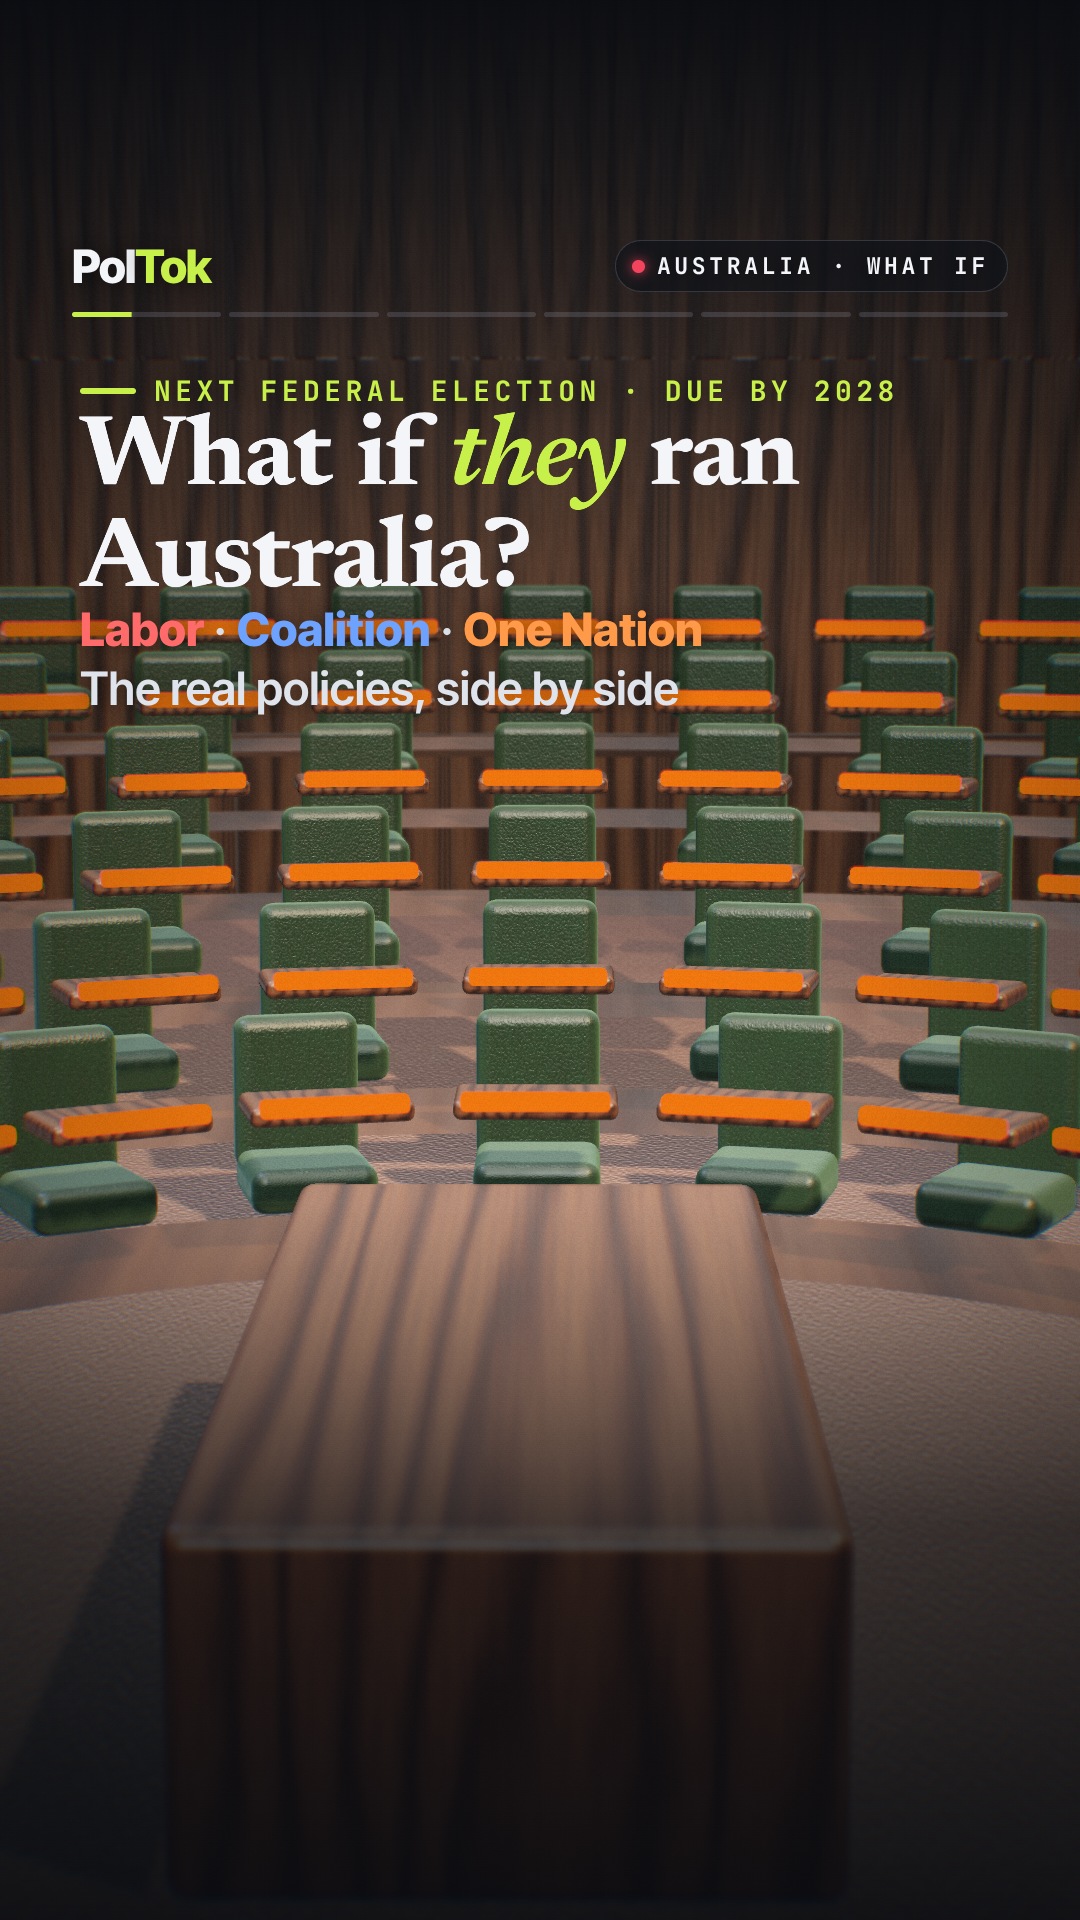 PolTok
AUSTRALIA · WHAT IF
NEXT FEDERAL ELECTION · DUE BY 2028
What if they ran
Australia?
Labor · Coalition · One Nation
The real policies, side by side